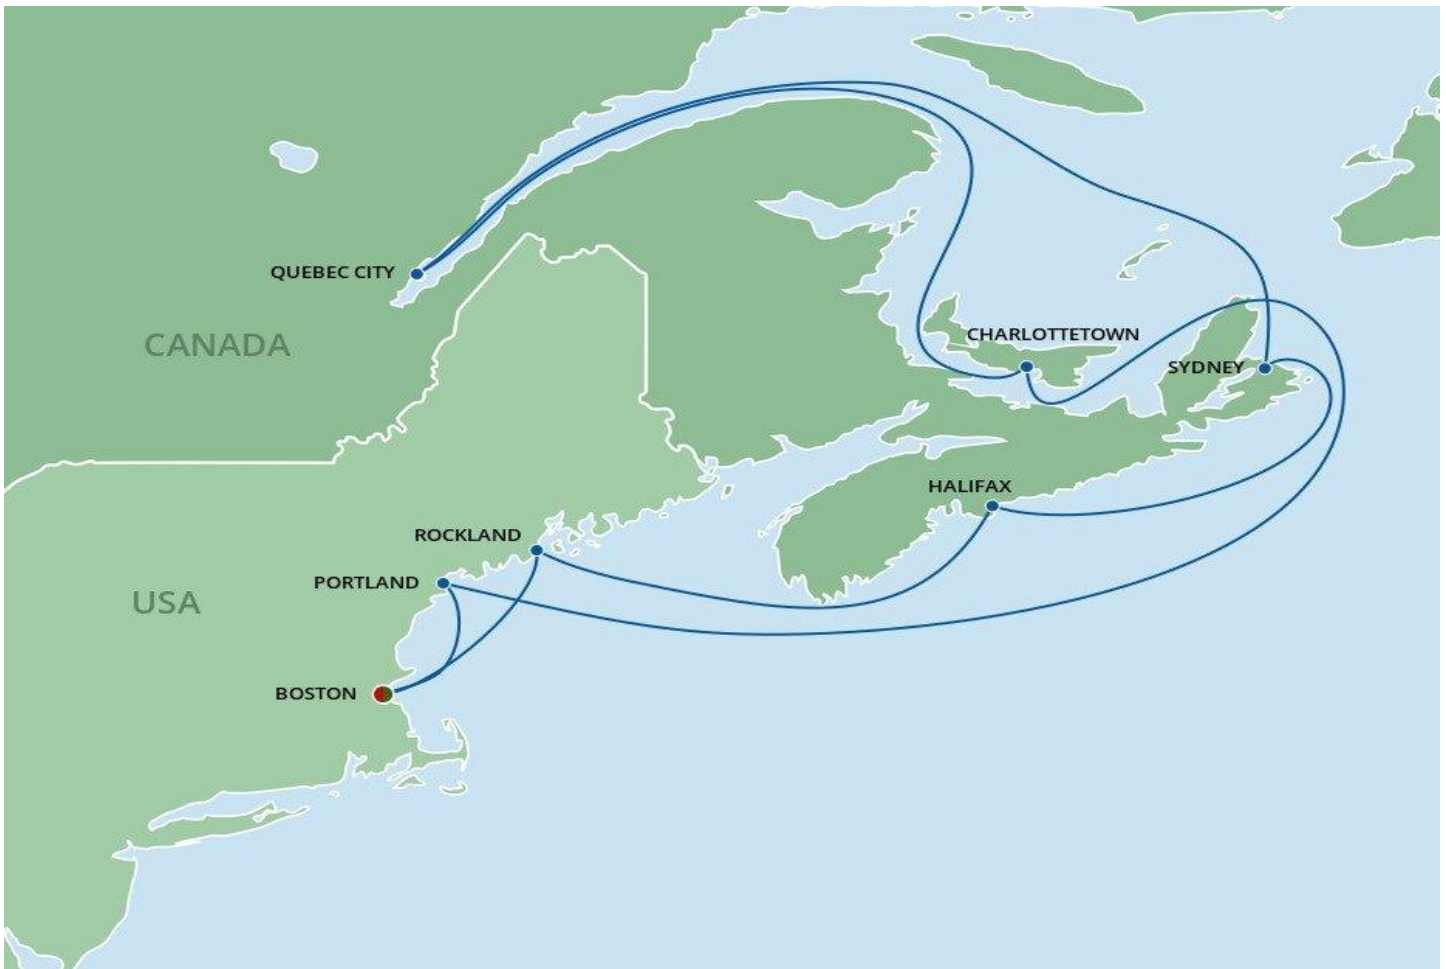 QUEBEC CITY
CANADA
CHARLOTTETOWN
SYDNEY
HALIFAX
ROCKLAND
PORTLAND
USA
BOSTON